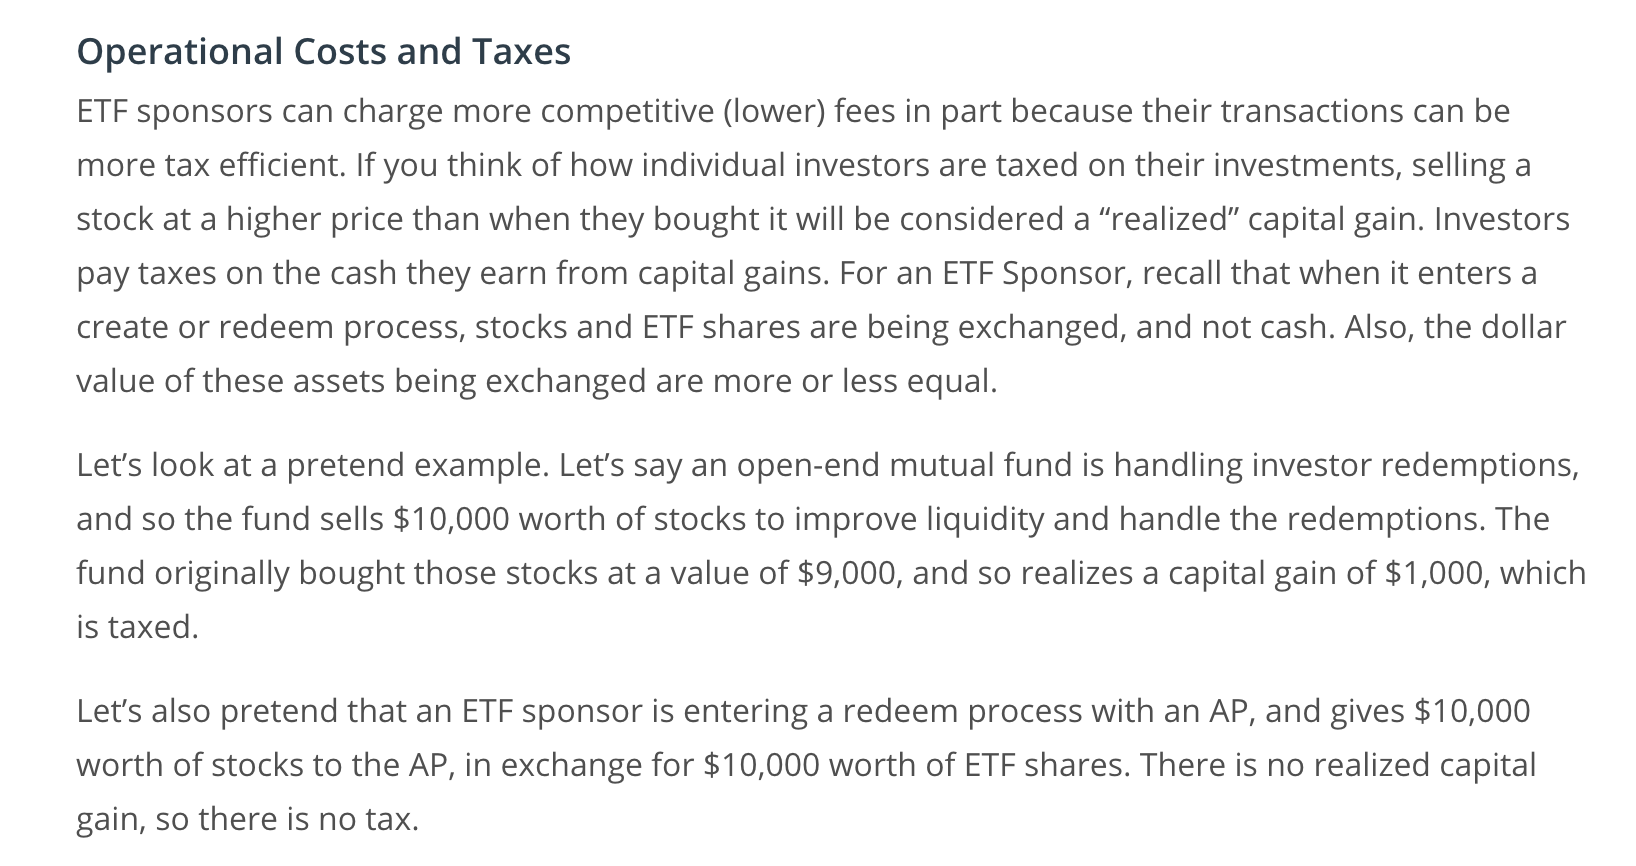 Operational Costs and Taxes
ETF sponsors can charge more competitive (lower) fees in part because their transactions can be
more tax efficient. If you think of how individual investors are taxed on their investments, selling a
stock at a higher price than when they bought it will be considered a “realized” capital gain. Investors
pay taxes on the cash they earn from capital gains. For an ETF Sponsor, recall that when it enters a
create or redeem process, stocks and ETF shares are being exchanged, and not cash. Also, the dollar
value of these assets being exchanged are more or less equal.
Let’s look at a pretend example. Let’s say an open-end mutual fund is handling investor redemptions,
and so the fund sells $10,000 worth of stocks to improve liquidity and handle the redemptions. The
fund originally bought those stocks at a value of $9,000, and so realizes a capital gain of $1,000, which
is taxed.
Let’s also pretend that an ETF sponsor is entering a redeem process with an AP, and gives $10,000
worth of stocks to the AP, in exchange for $10,000 worth of ETF shares. There is no realized capital
gain, so there is no tax.